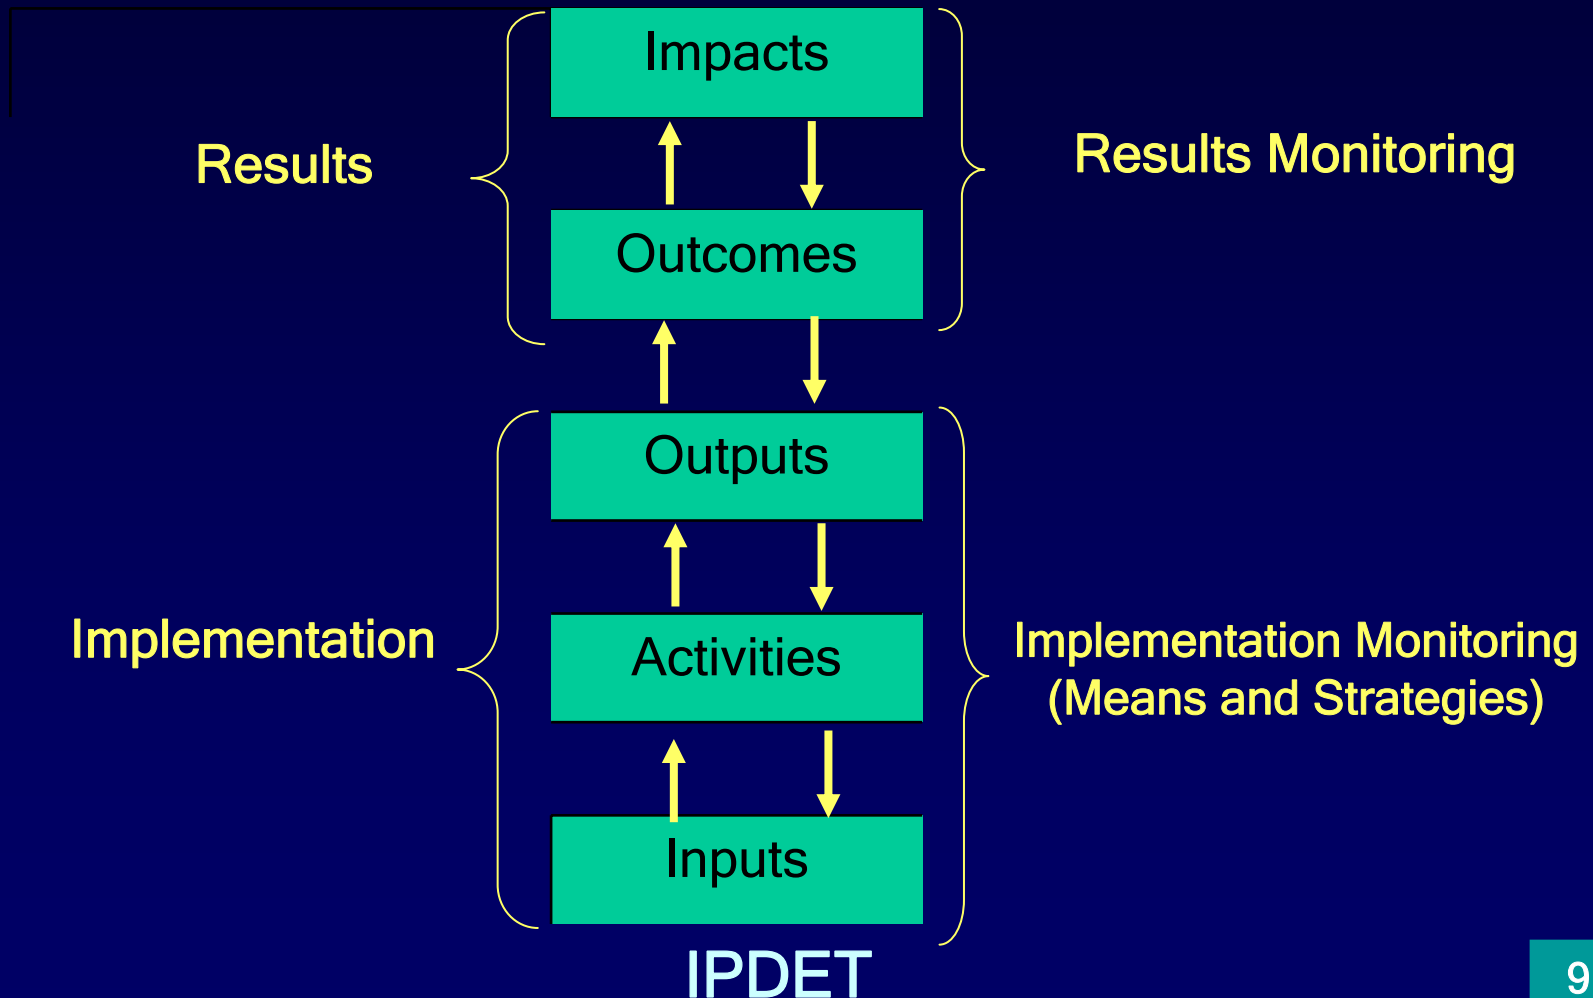 Impacts
Results
Results Monitoring
Outcomes
Outputs
Implementation
Activities
Implementation Monitoring
(Means and Strategies)
Inputs
IPDET
9